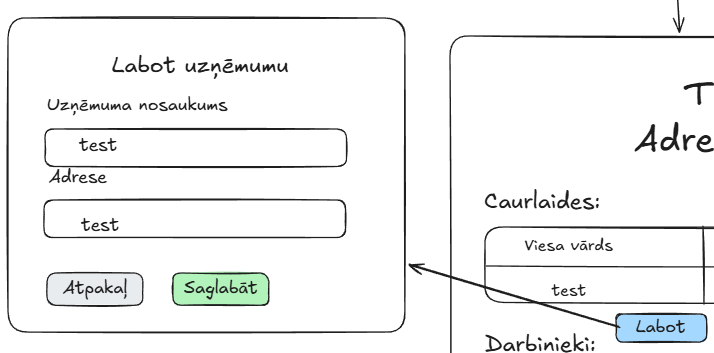 Labot uzņēmumu
Uzņēmuma nosaukums
test
Adrese
test
Atpakaļ
Saglabāt
T
Adre
Caurlaides:
Viesa vārds
test
Labot
Darbinieki: